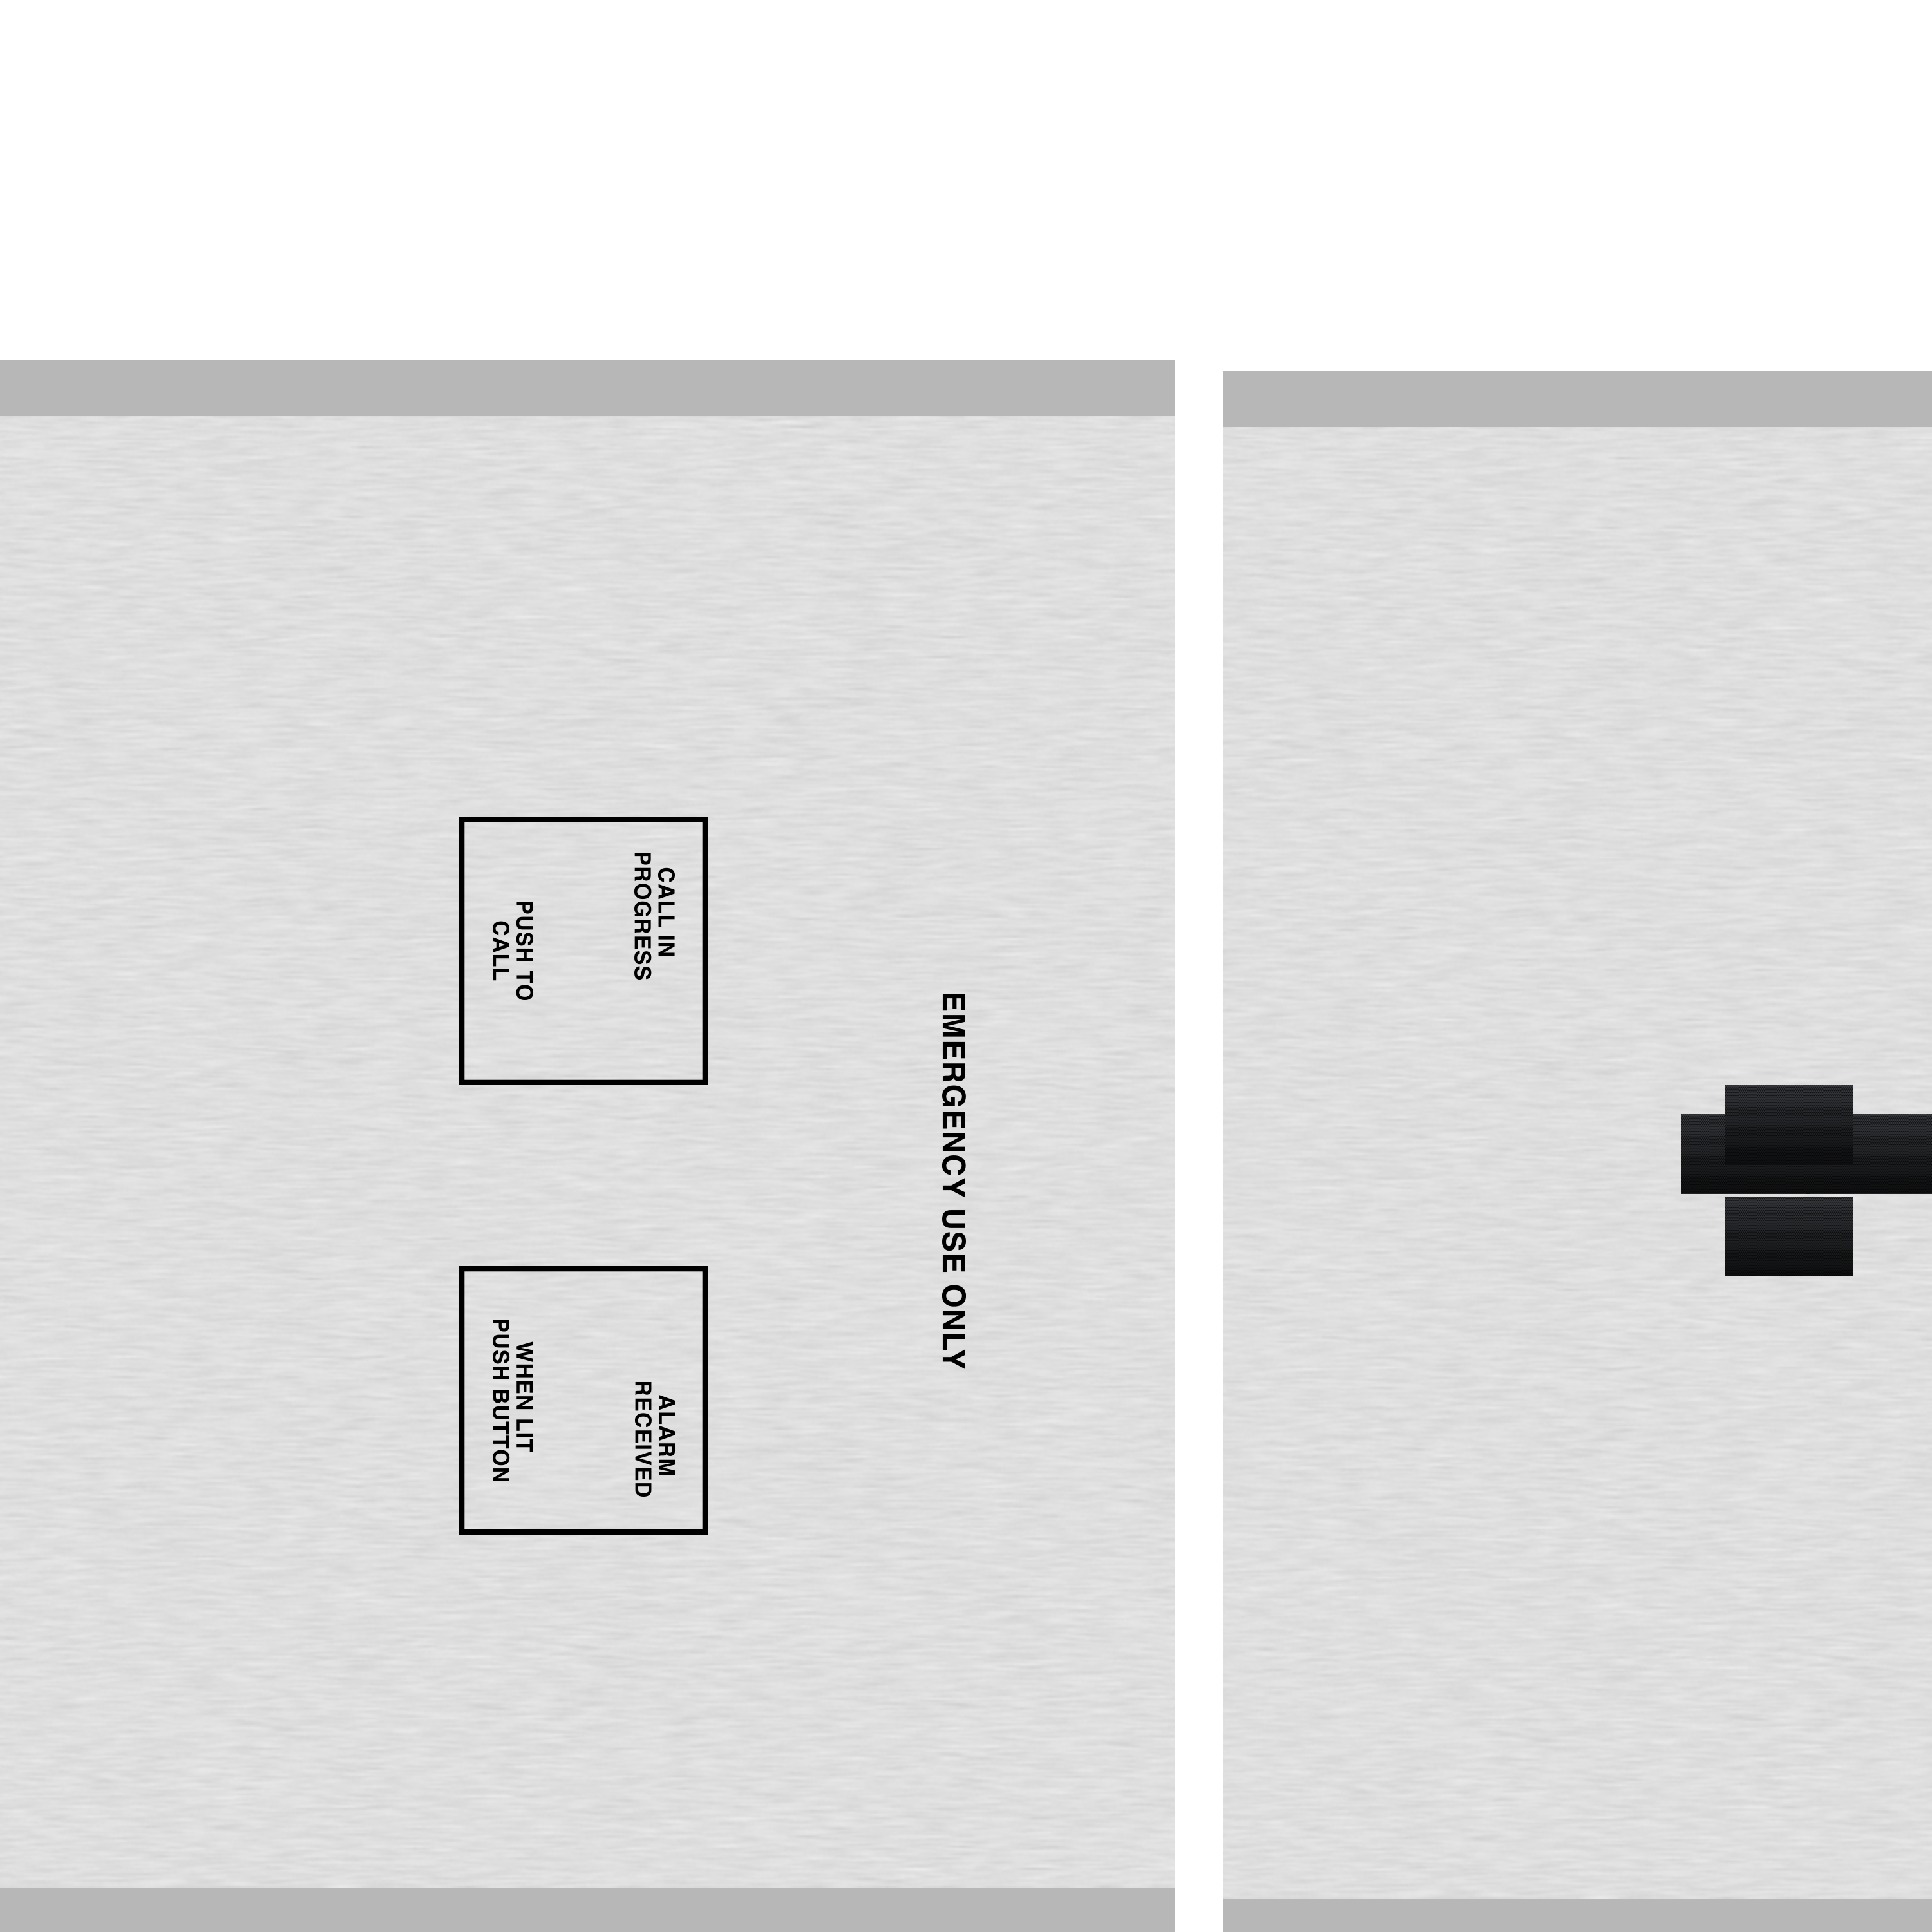 EMERGENCY USE ONLY
ALARM
RECEIVED
WHEN LIT
PUSH BUTTON
CALL IN
PROGRESS
PUSH TO
CALL